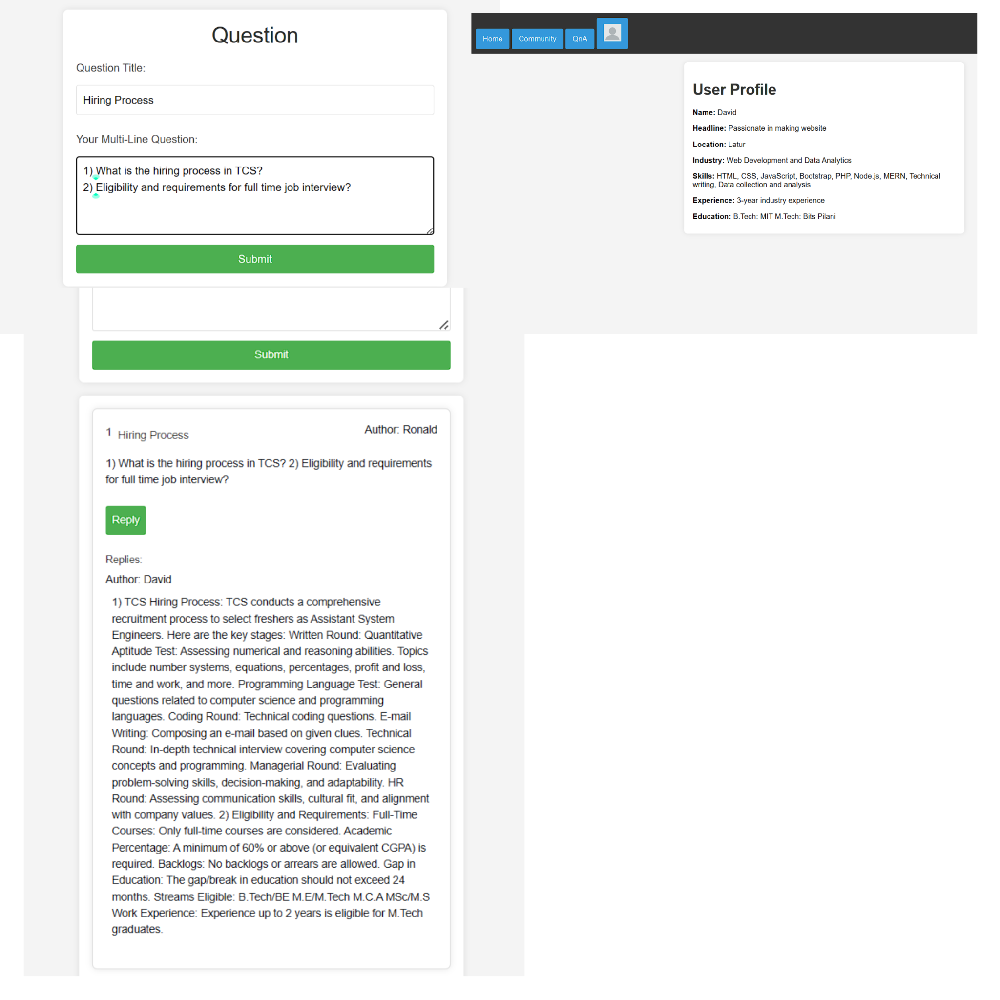 Question
Question Title:
Hiring Process
Your Multi-Line Question:
1) What is the hiring process in TCS?
2) Eligibility and requirements for full time job interview?
Submit
Home
Community
QnA
User Profile
Name: David
Headline: Passionate in making website
Location: Latur
Industry: Web Development and Data Analytics
Skills: HTML, CSS, JavaScript, Bootstrap, PHP, Node.js, MERN, Technical
writing, Data collection and analysis
Experience: 3-year industry experience
Education: B.Tech: MIT M.Tech: Bits Pilani
Submit
1 Hiring Process
Author: Ronald
1) What is the hiring process in TCS? 2) Eligibility and requirements
for full time job interview?
Reply
Replies:
Author: David
1) TCS Hiring Process: TCS conducts a comprehensive
recruitment process to select freshers as Assistant System
Engineers. Here are the key stages: Written Round: Quantitative
Aptitude Test: Assessing numerical and reasoning abilities. Topics
include number systems, equations, percentages, profit and loss,
time and work, and more. Programming Language Test: General
questions related to computer science and programming
languages. Coding Round: Technical coding questions. E-mail
Writing: Composing an e-mail based on given clues. Technical
Round: In-depth technical interview covering computer science
concepts and programming. Managerial Round: Evaluating
problem-solving skills, decision-making, and adaptability. HR
Round: Assessing communication skills, cultural fit, and alignment
with company values. 2) Eligibility and Requirements: Full-Time
Courses: Only full-time courses are considered. Academic
Percentage: A minimum of 60% or above (or equivalent CGPA) is
required. Backlogs: No backlogs or arrears are allowed. Gap in
Education: The gap/break in education should not exceed 24
months. Streams Eligible: B.Tech/BE M.E/M.Tech M.C.A MSc/M.S
Work Experience: Experience up to 2 years is eligible for M.Tech
graduates.